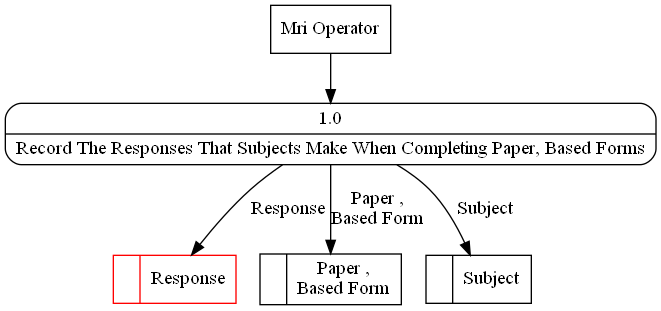 Mri Operator
1.0
Record The Responses That Subjects Make When Completing Paper, Based Forms
Response
Paper ,
Based Form
Subject
Response
Paper ,
Based Form
Subject